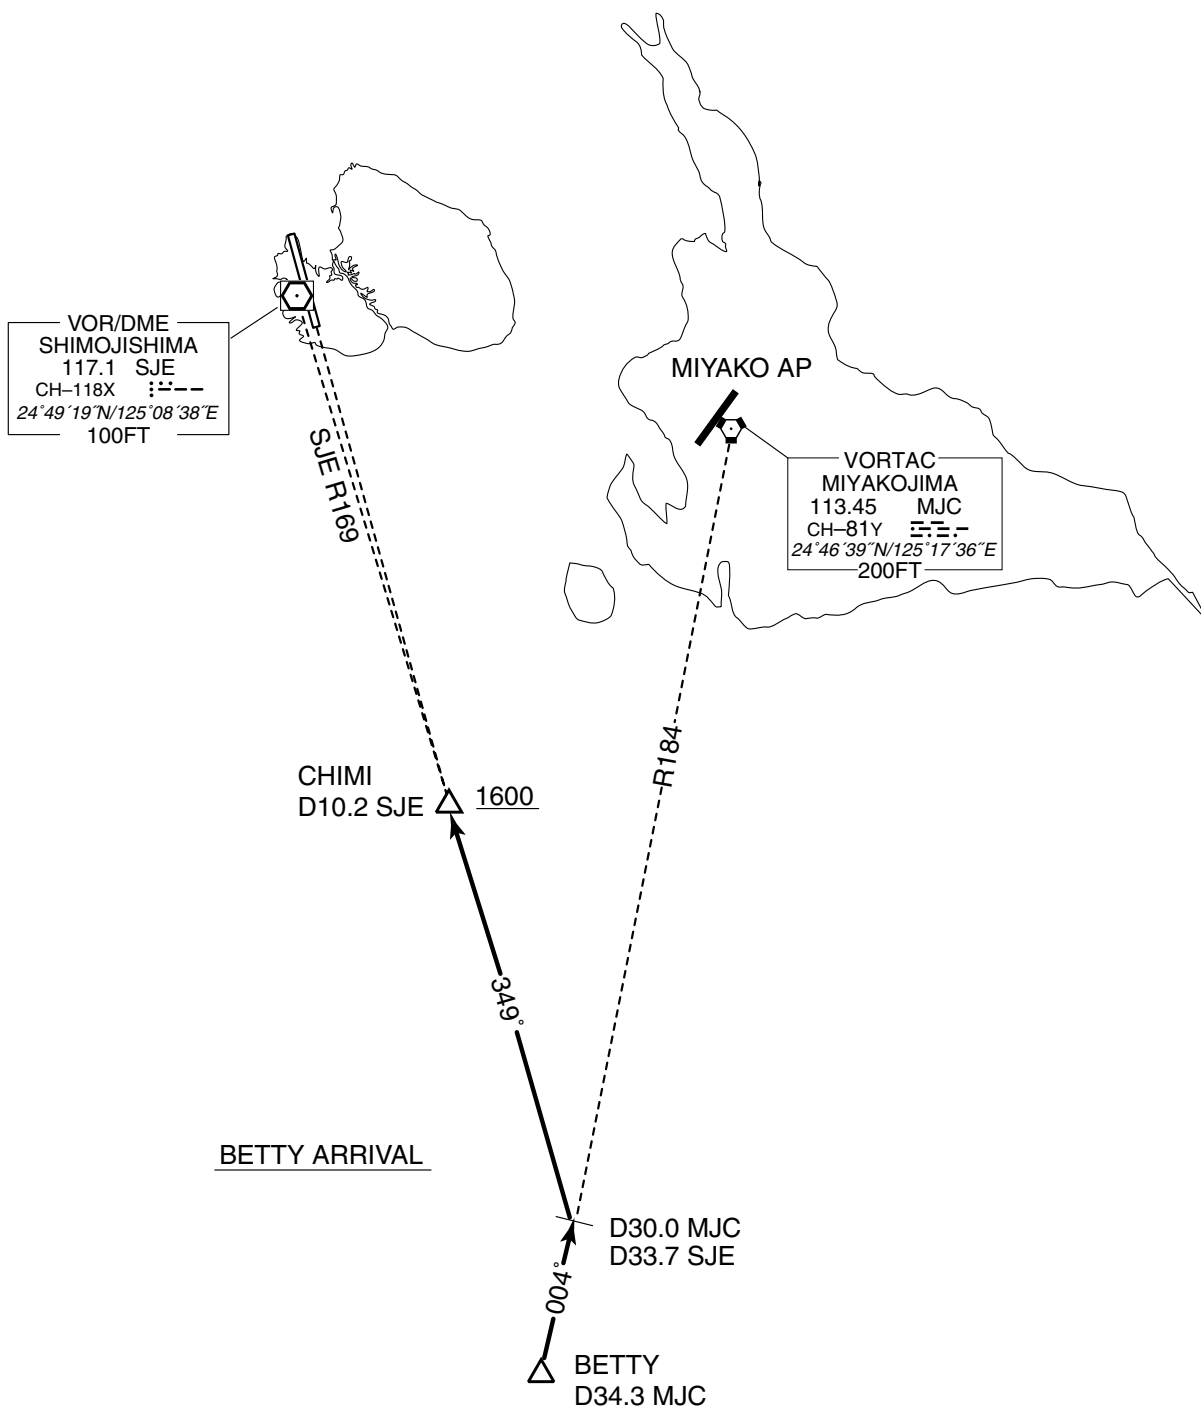 VOR/DME
SHIMOJISHIMA
117.1 SJE
CH–118X
24°49´19˝N/125°08´38˝E
100FT
MIYAKO AP
VORTAC
MIYAKOJIMA
113.45 MJC
CH–81Y
24°46´39˝N/125°17´36˝E
200FT
SJE R169
R184
CHIMI
D10.2 SJE
1600
349°
BETTY ARRIVAL
D30.0 MJC
D33.7 SJE
004°
BETTY
D34.3 MJC